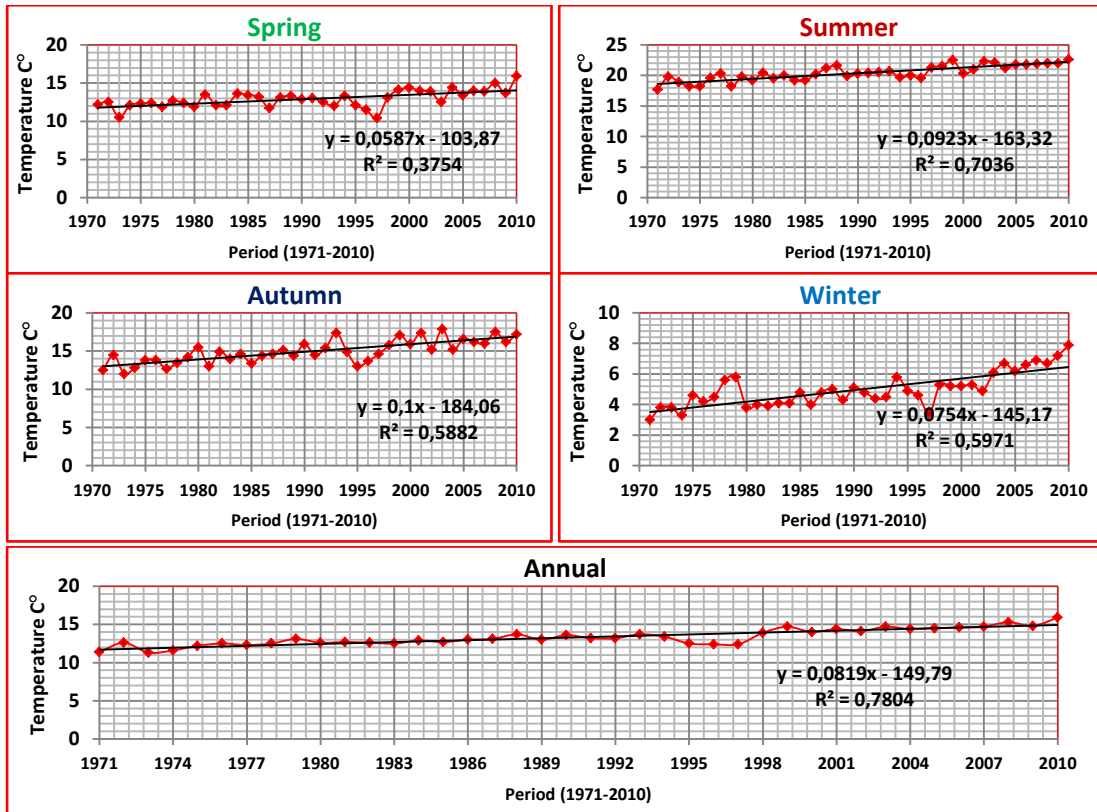 Spring
Temperature C°
20
15
10
5
0
y = 0,0587x - 103,87
R² = 0,3754
1970 1975 1980 1985 1990 1995 2000 2005 2010
Period (1971-2010)
Summer
Temperature C°
25
20
15
10
5
0
y = 0,0923x - 163,32
R² = 0,7036
1970 1975 1980 1985 1990 1995 2000 2005 2010
Period (1971-2010)
Autumn
Temperature C°
20
15
10
5
0
y = 0,1x - 184,06
R² = 0,5882
1970 1975 1980 1985 1990 1995 2000 2005 2010
Period (1971-2010)
Winter
Temperature C°
10
8
6
4
2
0
y = 0,0754x - 145,17
R² = 0,5971
1970 1975 1980 1985 1990 1995 2000 2005 2010
Period (1971-2010)
Annual
Temperature C°
20
15
10
5
0
y = 0,0819x - 149,79
R² = 0,7804
1971 1974 1977 1980 1983 1986 1989 1992 1995 1998 2001 2004 2007 2010
Period (1971-2010)